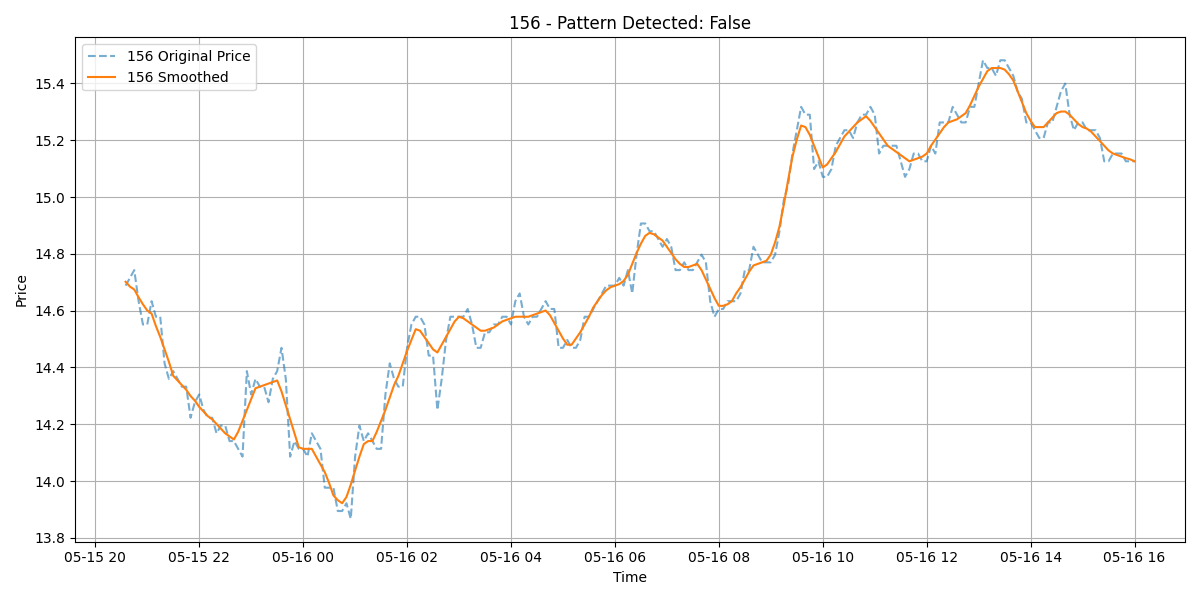 156 - Pattern Detected: False
156 Original Price
156 Smoothed
Price
15.4
15.2
15.0
14.8
14.6
14.4
14.2
14.0
13.8
05-15 20 05-15 22 05-16 00 05-16 02 05-16 04 05-16 06 05-16 08 05-16 10 05-16 12 05-16 14 05-16 16
Time